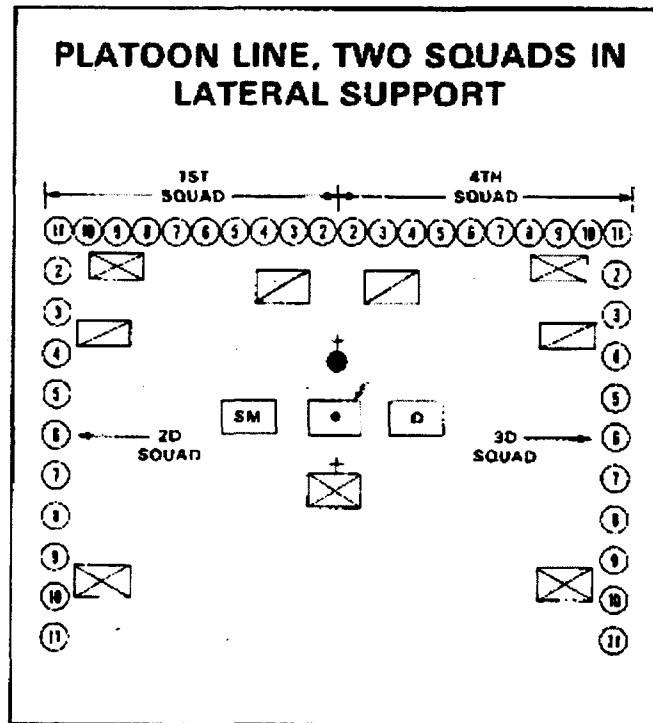 PLATOON LINE, TWO SQUADS IN
LATERAL SUPPORT
1ST
SQUAD
4TH
SQUAD
11 10 9 8 7 6 5 4 3 2 2 3 4 5 6 7 8 9 10 11
2 2
3 3
4 4
5 5
SM Ω
6 2D SQUAD 3D SQUAD 6
7 7
8 8
9 9
10 10
11 11